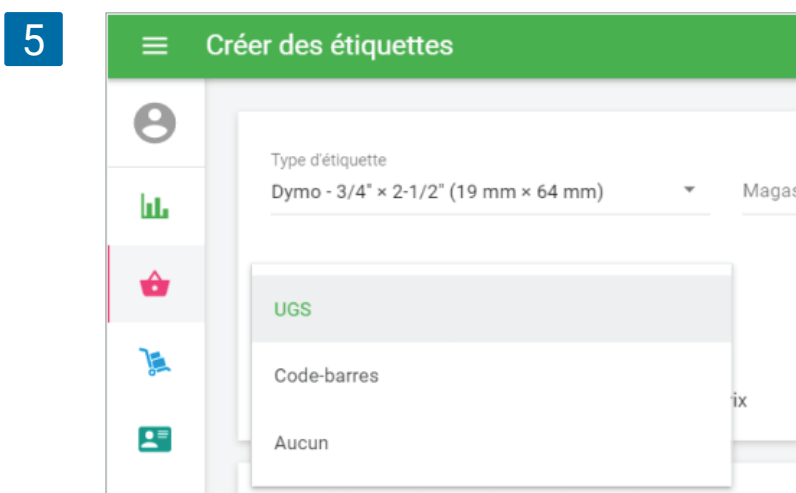 5
Créer des étiquettes
Type d'étiquette
Dymo - 3/4" × 2-1/2" (19 mm × 64 mm)
UGS
Code-barres
Aucun